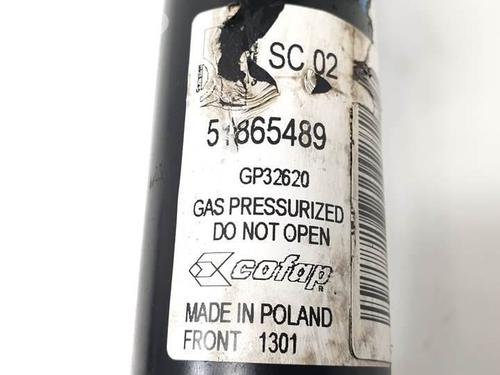 SC 02
51865489
GP32620
GAS PRESSURIZED
DO NOT OPEN
cofap
MADE IN POLAND
FRONT 1301